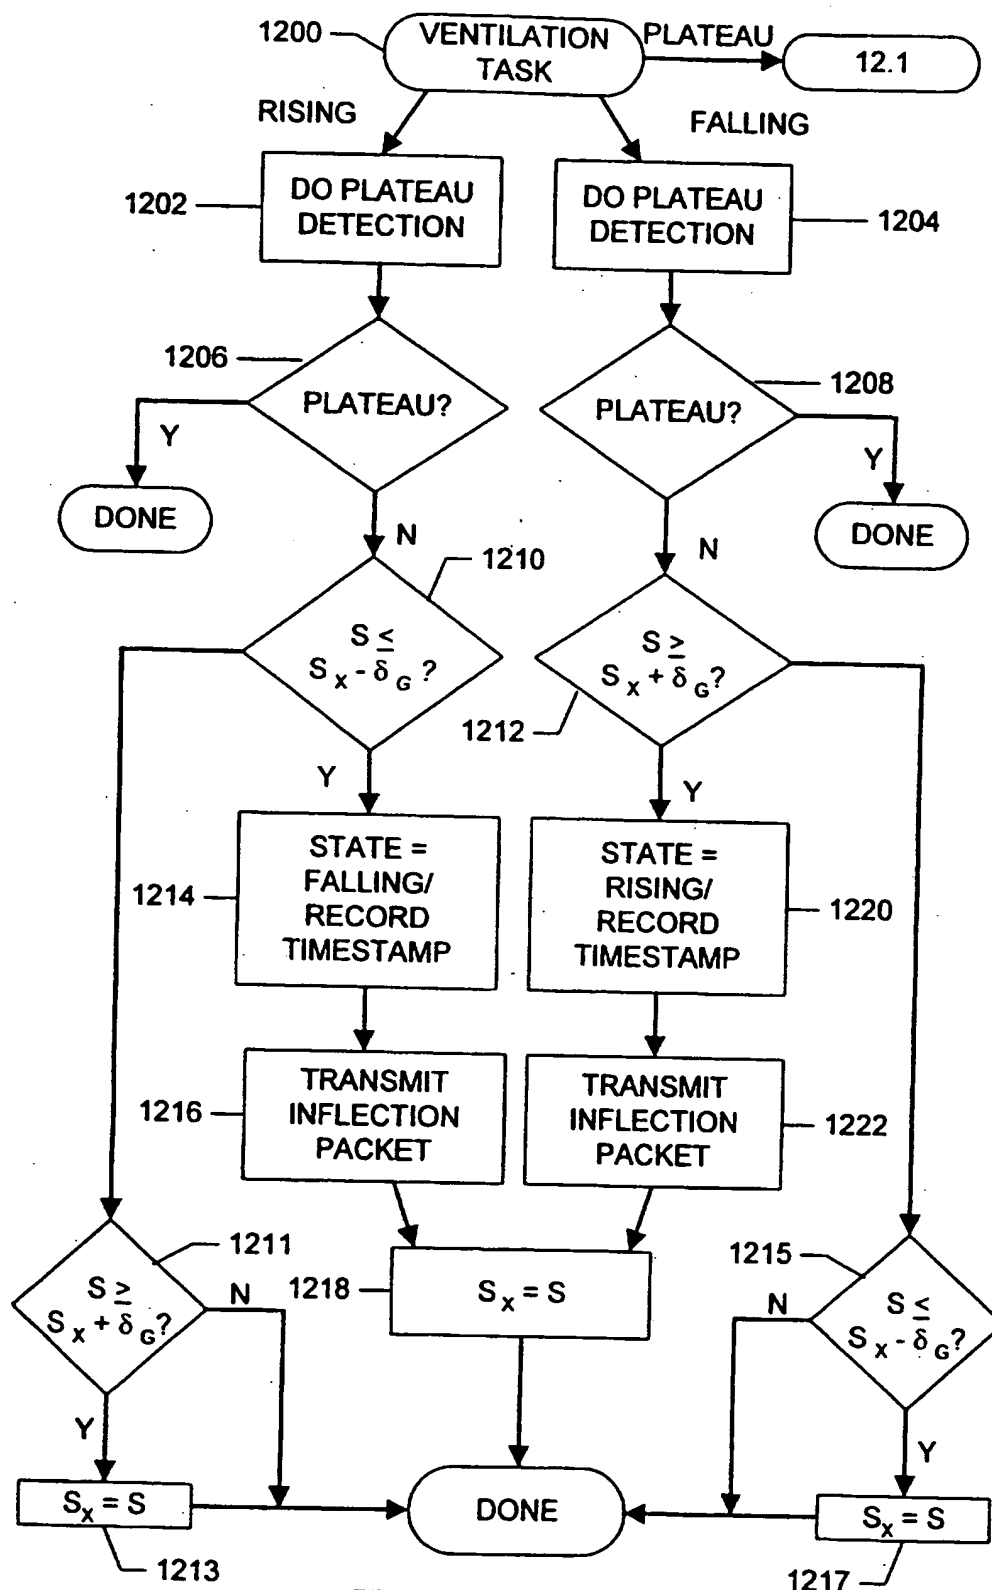 1200
VENTILATION
TASK
PLATEAU
12.1
RISING
FALLING
1202
DO PLATEAU
DETECTION
DO PLATEAU
DETECTION
1204
1206
PLATEAU?
1208
PLATEAU?
Y
DONE
Y
DONE
N
1210
N
S ≤
S X - δ G ?
S ≥
S X + δ G?
1212
Y
Y
1214
STATE =
FALLING/
RECORD
TIMESTAMP
STATE =
RISING/
RECORD
TIMESTAMP
1220
1216
TRANSMIT
INFLECTION
PACKET
TRANSMIT
INFLECTION
PACKET
1222
1211
S ≥
S X + δ G?
N
1218
S X = S
1215
N
S ≤
S X - δ G?
Y
Y
S X = S
DONE
S X = S
1213
1217